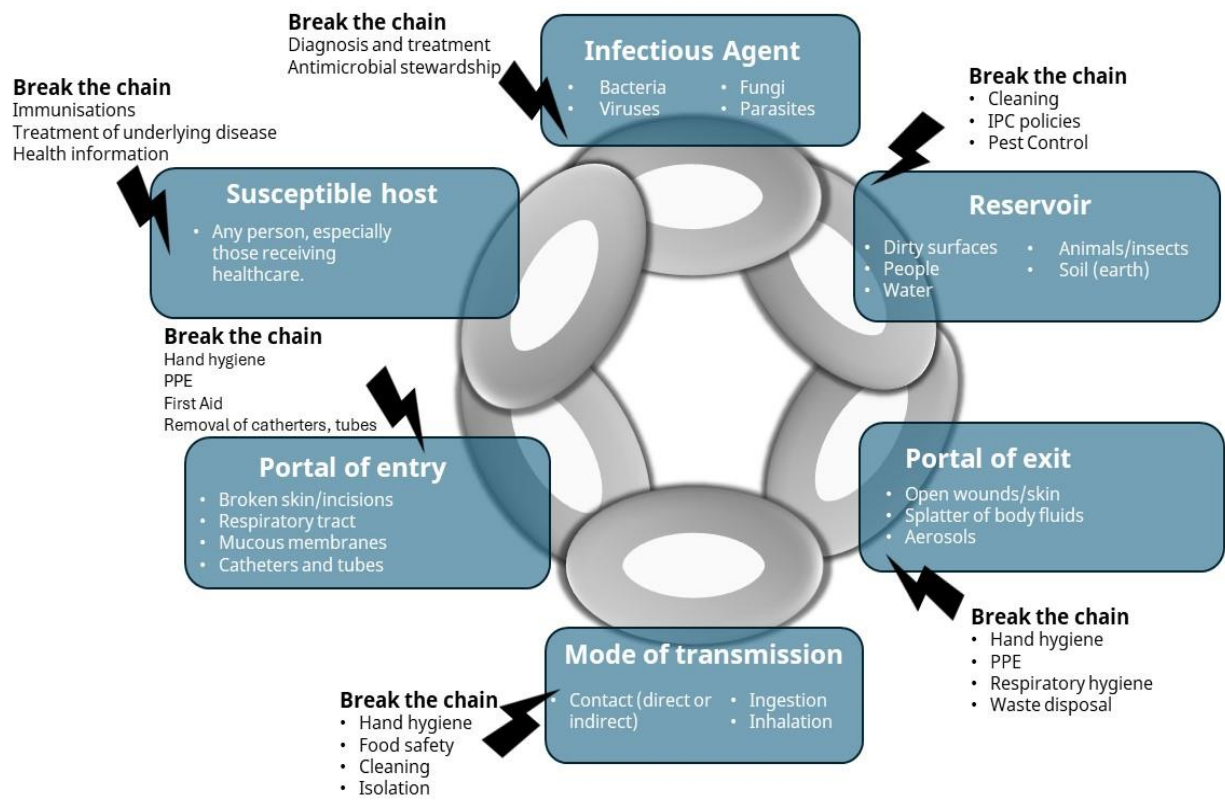 Break the chain
Diagnosis and treatment
Antimicrobial stewardship
Infectious Agent
• Bacteria
• Viruses
• Fungi
• Parasites
Break the chain
• Cleaning
• IPC policies
• Pest Control
Reservoir
• Dirty surfaces
• People
• Water
• Animals/insects
• Soil (earth)
Portal of exit
• Open wounds/skin
• Splatter of body fluids
• Aerosols
Break the chain
• Hand hygiene
• PPE
• Respiratory hygiene
• Waste disposal
Mode of transmission
• Contact (direct or
indirect)
• Ingestion
• Inhalation
Break the chain
• Hand hygiene
• Food safety
• Cleaning
• Isolation
Portal of entry
• Broken skin/incisions
• Respiratory tract
• Mucous membranes
• Catheters and tubes
Break the chain
Hand hygiene
PPE
First Aid
Removal of catherters, tubes
Susceptible host
• Any person, especially
those receiving
healthcare.
Break the chain
Immunisations
Treatment of underlying disease
Health information